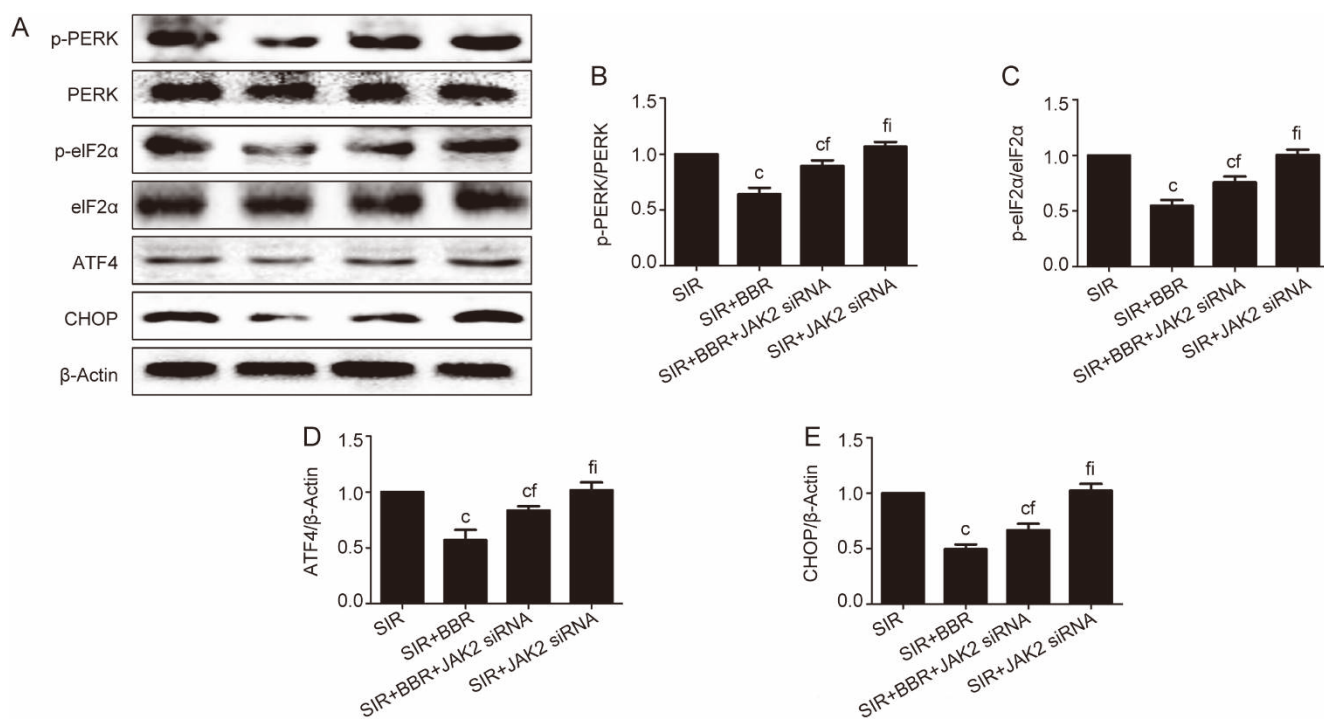 A
p-PERK
PERK
p-eIF2α
eIF2α
ATF4
CHOP
β-Actin
B
p-PERK/PERK
1.5
1.0
0.5
0.0
c
cf
fi
SIR
SIR+BBR
SIR+BBR+JAK2 siRNA
SIR+JAK2 siRNA
C
p-eIF2α/eIF2α
1.5
1.0
0.5
0.0
c
cf
fi
SIR
SIR+BBR
SIR+BBR+JAK2 siRNA
SIR+JAK2 siRNA
D
ATF4/β-Actin
1.5
1.0
0.5
0.0
c
cf
fi
SIR
SIR+BBR
SIR+BBR+JAK2 siRNA
SIR+JAK2 siRNA
E
CHOP/β-Actin
1.5
1.0
0.5
0.0
c
cf
fi
SIR
SIR+BBR
SIR+BBR+JAK2 siRNA
SIR+JAK2 siRNA